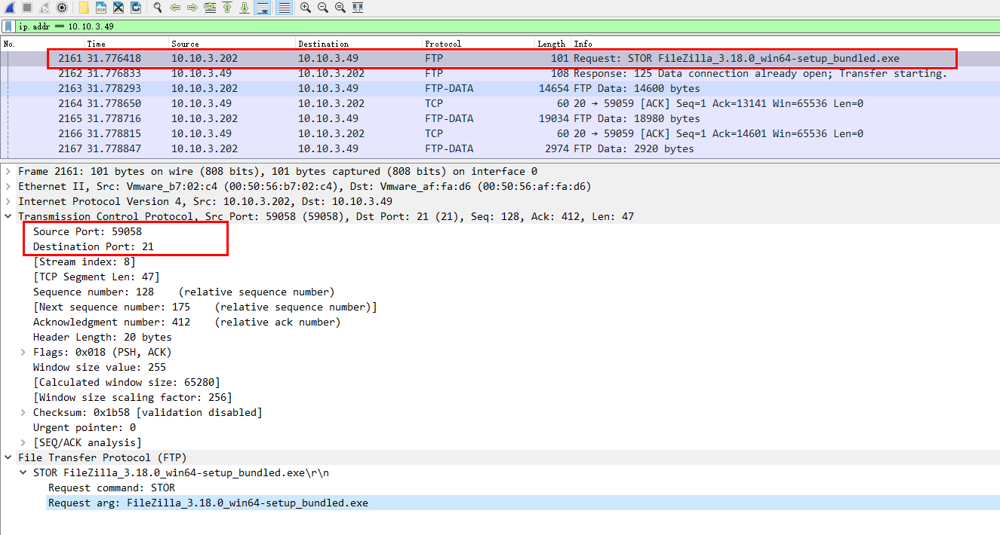 ip.addr == 10.10.3.49
No. Time Source Destination Protocol Length Info
2161 31.776418 10.10.3.202 10.10.3.49 FTP 101 Request: STOR FileZilla_3.18.0_win64-setup_bundled.exe
2162 31.776833 10.10.3.49 10.10.3.202 FTP 108 Response: 125 Data connection already open; Transfer starting.
2163 31.778293 10.10.3.202 10.10.3.49 FTP-DATA 14654 FTP Data: 14600 bytes
2164 31.778650 10.10.3.49 10.10.3.202 TCP 60 20 → 59059 [ACK] Seq=1 Ack=13141 Win=65536 Len=0
2165 31.778716 10.10.3.202 10.10.3.49 FTP-DATA 19034 FTP Data: 18980 bytes
2166 31.778815 10.10.3.49 10.10.3.202 TCP 60 20 → 59059 [ACK] Seq=1 Ack=14601 Win=65536 Len=0
2167 31.778847 10.10.3.202 10.10.3.49 FTP-DATA 2974 FTP Data: 2920 bytes
Frame 2161: 101 bytes on wire (808 bits), 101 bytes captured (808 bits) on interface 0
Ethernet II, Src: Vmware_b7:02:c4 (00:50:56:b7:02:c4), Dst: Vmware_af:fa:d6 (00:50:56:af:fa:d6)
Internet Protocol Version 4, Src: 10.10.3.202, Dst: 10.10.3.49
Transmission Control Protocol, Src Port: 59058 (59058), Dst Port: 21 (21), Seq: 128, Ack: 412, Len: 47
Source Port: 59058
Destination Port: 21
[Stream index: 8]
[TCP Segment Len: 47]
Sequence number: 128 (relative sequence number)
[Next sequence number: 175 (relative sequence number)]
Acknowledgment number: 412 (relative ack number)
Header Length: 20 bytes
Flags: 0x018 (PSH, ACK)
Window size value: 255
[Calculated window size: 65280]
[Window size scaling factor: 256]
Checksum: 0x1b58 [validation disabled]
Urgent pointer: 0
[SEQ/ACK analysis]
File Transfer Protocol (FTP)
STOR FileZilla_3.18.0_win64-setup_bundled.exe\r\n
Request command: STOR
Request arg: FileZilla_3.18.0_win64-setup_bundled.exe